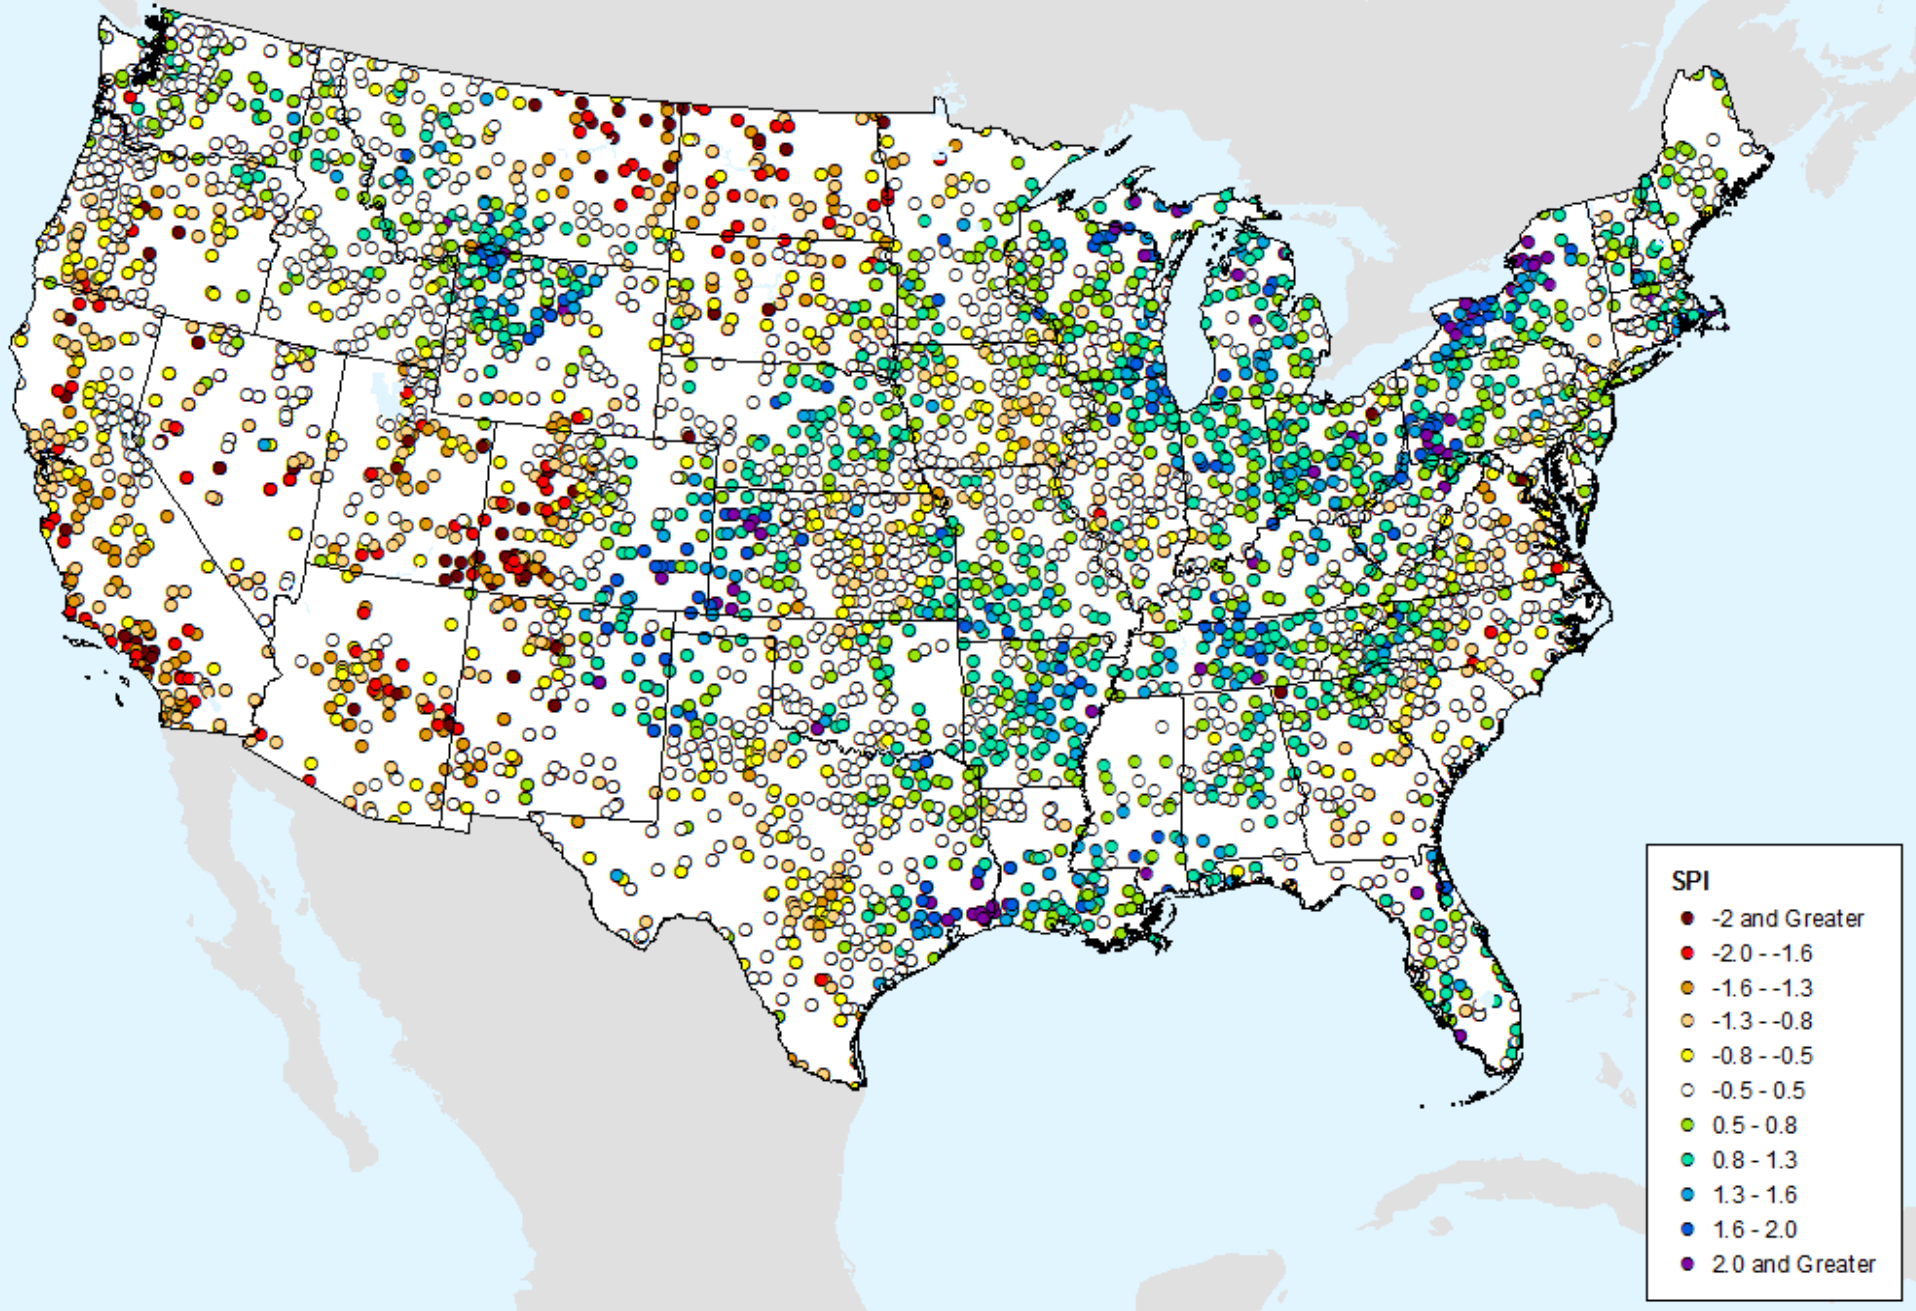 SPI
-2 and Greater
-2.0 - -1.6
-1.6 - -1.3
-1.3 - -0.8
-0.8 - -0.5
-0.5 - 0.5
0.5 - 0.8
0.8 - 1.3
1.3 - 1.6
1.6 - 2.0
2.0 and Greater